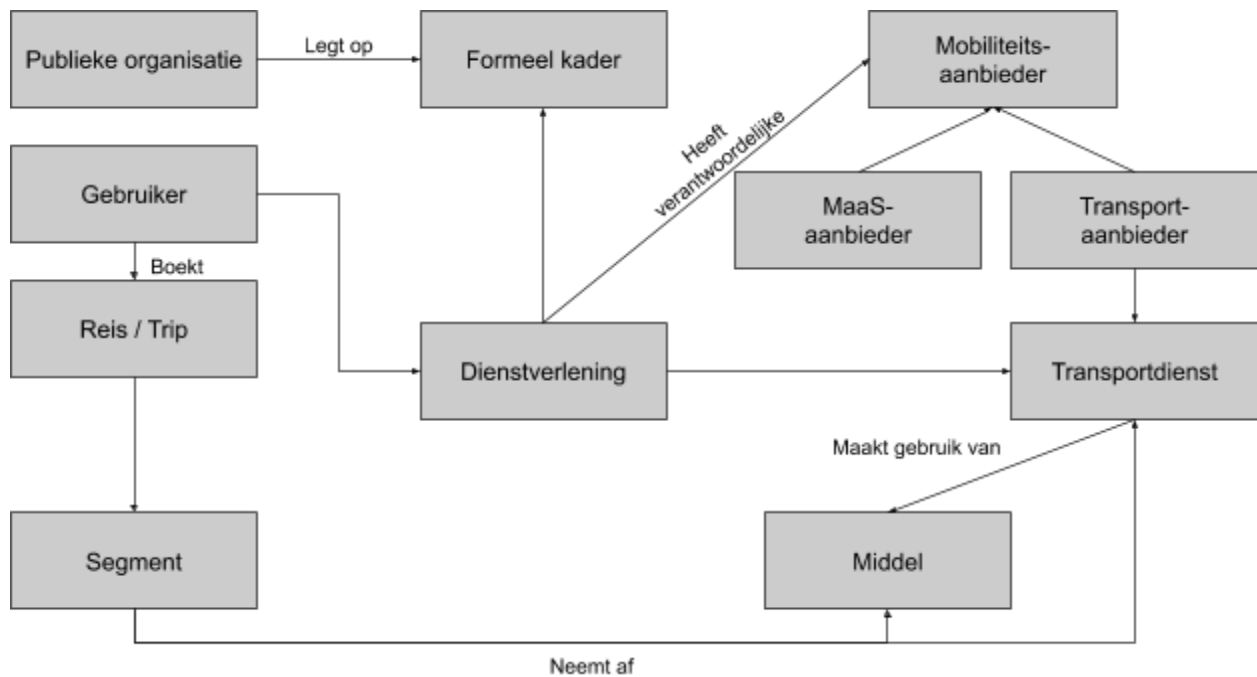 Publieke organisatie
Legt op
Formeel kader
Mobiliteits-
aanbieder
Heeft
verantwoordelijke
Gebruiker
MaaS-
aanbieder
Transport-
aanbieder
Boekt
Reis / Trip
Dienstverlening
Transportdienst
Maakt gebruik van
Segment
Middel
Neemt af